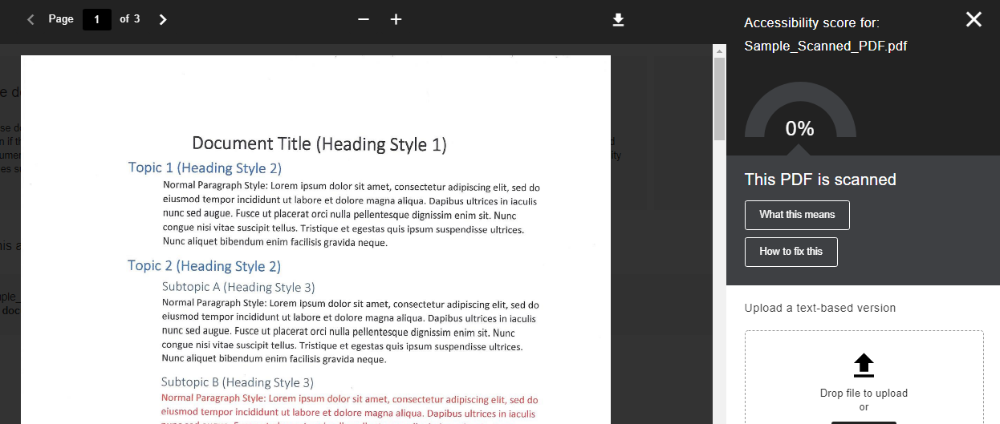 Page 1 of 3
Accessibility score for:
Sample_Scanned_PDF.pdf
0%
This PDF is scanned
What this means
How to fix this
Upload a text-based version
Drop file to upload
or
Document Title (Heading Style 1)
Topic 1 (Heading Style 2)
Normal Paragraph Style: Lorem ipsum dolor sit amet, consectetur adipiscing elit, sed do
eiusmod tempor incididunt ut labore et dolore magna aliqua. Dapibus ultrices in iaculis
nunc sed augue. Fusce ut placerat orci nulla pellentesque dignissim enim sit. Nunc
congue nisi vitae suscipit tellus. Tristique et egestas quis ipsum suspendisse ultrices.
Nunc aliquet bibendum enim facilisis gravida neque.
Topic 2 (Heading Style 2)
Subtopic A (Heading Style 3)
Normal Paragraph Style: Lorem ipsum dolor sit amet, consectetur adipiscing elit, sed do
eiusmod tempor incididunt ut labore et dolore magna aliqua. Dapibus ultrices in iaculis
nunc sed augue. Fusce ut placerat orci nulla pellentesque dignissim enim sit. Nunc
congue nisi vitae suscipit tellus. Tristique et egestas quis ipsum suspendisse ultrices.
Nunc aliquet bibendum enim facilisis gravida neque.
Subtopic B (Heading Style 3)
Normal Paragraph Style: Lorem ipsum dolor sit amet, consectetur adipiscing elit, sed do
eiusmod tempor incididunt ut labore et dolore magna aliqua. Dapibus ultrices in iaculis